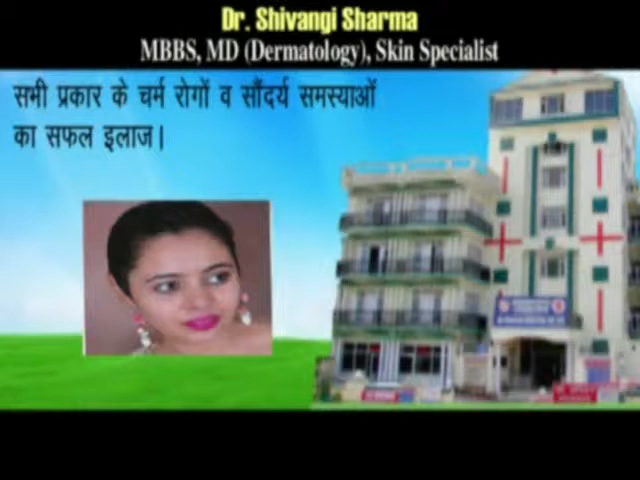 Dr. Shivangi Sharma
MBBS, MD (Dermatology), Skin Specialist
सभी प्रकार के चर्म रोगों व सौंदर्य समस्याओं
का सफल इलाज।